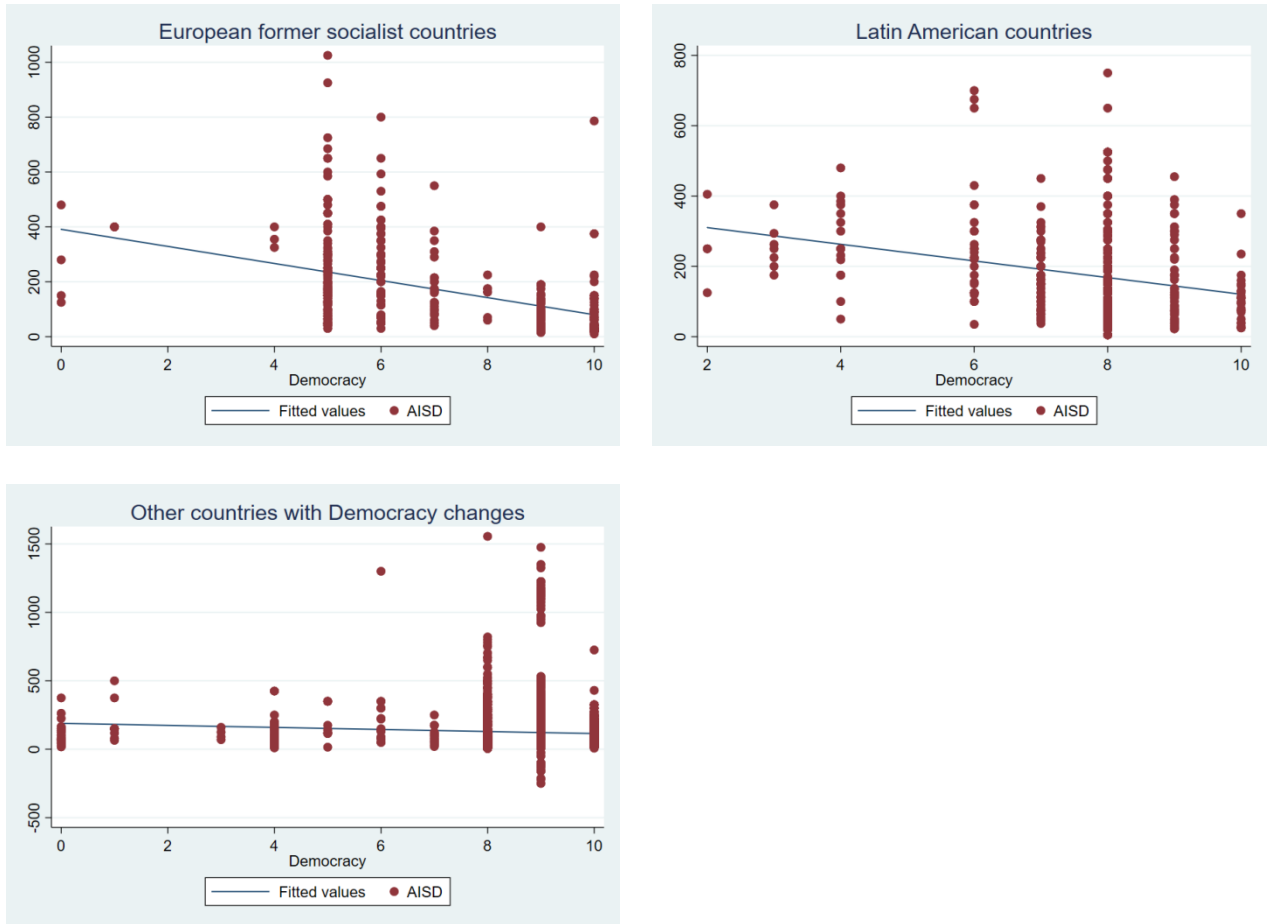 European former socialist countries
1000
800
600
400
200
0
0 2 4 6 8 10
Democracy
Fitted values AISD
Latin American countries
800
600
400
200
0
2 4 6 8 10
Democracy
Fitted values AISD
Other countries with Democracy changes
1500
1000
500
0
-500
0 2 4 6 8 10
Democracy
Fitted values AISD